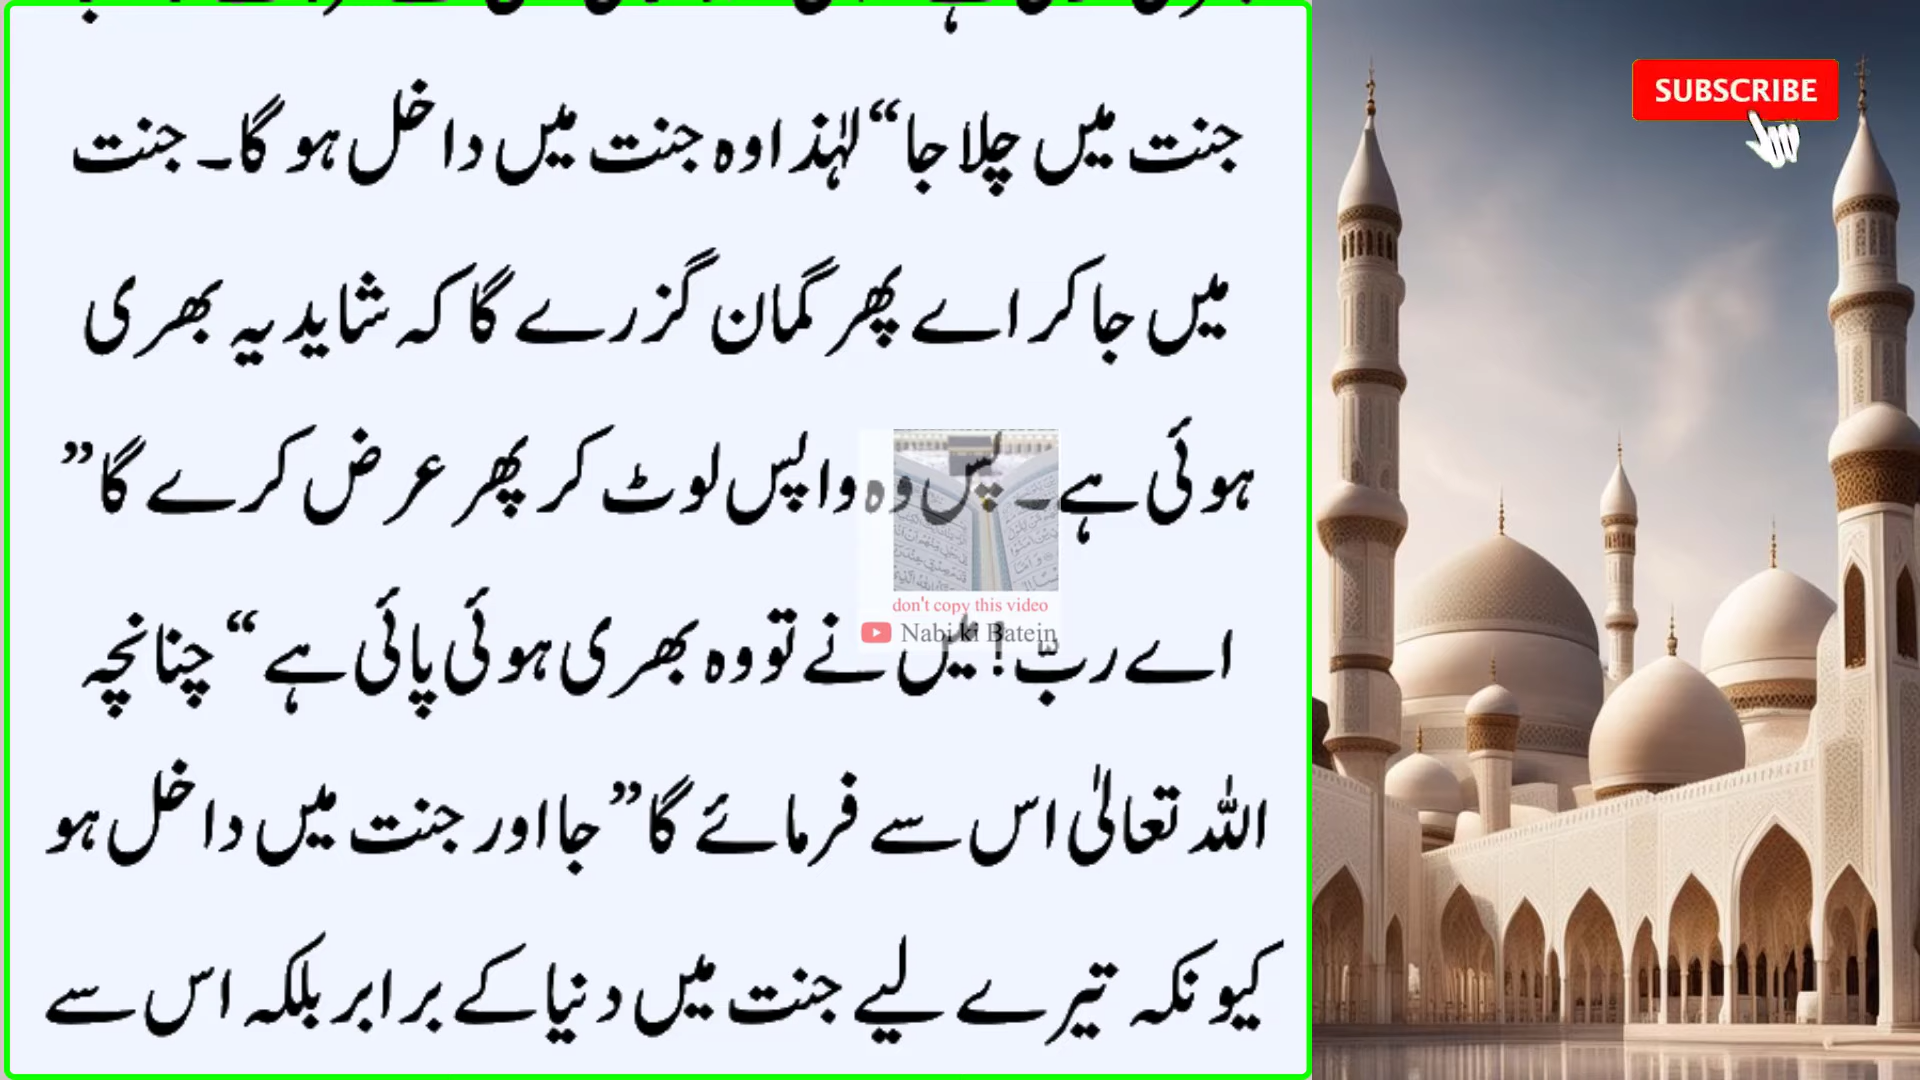 جنت میں چلا جا“ لہٰذا وہ جنت میں داخل ہو گا۔ جنت
میں جا کر اے پھر گمان گزرے گا کہ شاید یہ بھری
ہوئی ہے۔ پس وہ واپس لوٹ کر پھر عرض کرے گا”
اے ربّ! میں نے تو وہ بھری ہوئی پائی ہے“ چنانچہ
اللہ تعالیٰ اس سے فرمائے گا” جا اور جنت میں داخل ہو
کیونکہ تیرے لیے جنت میں دنیا کے برابر بلکہ اس سے
SUBSCRIBE
don't copy this video
Nabi ki Batein